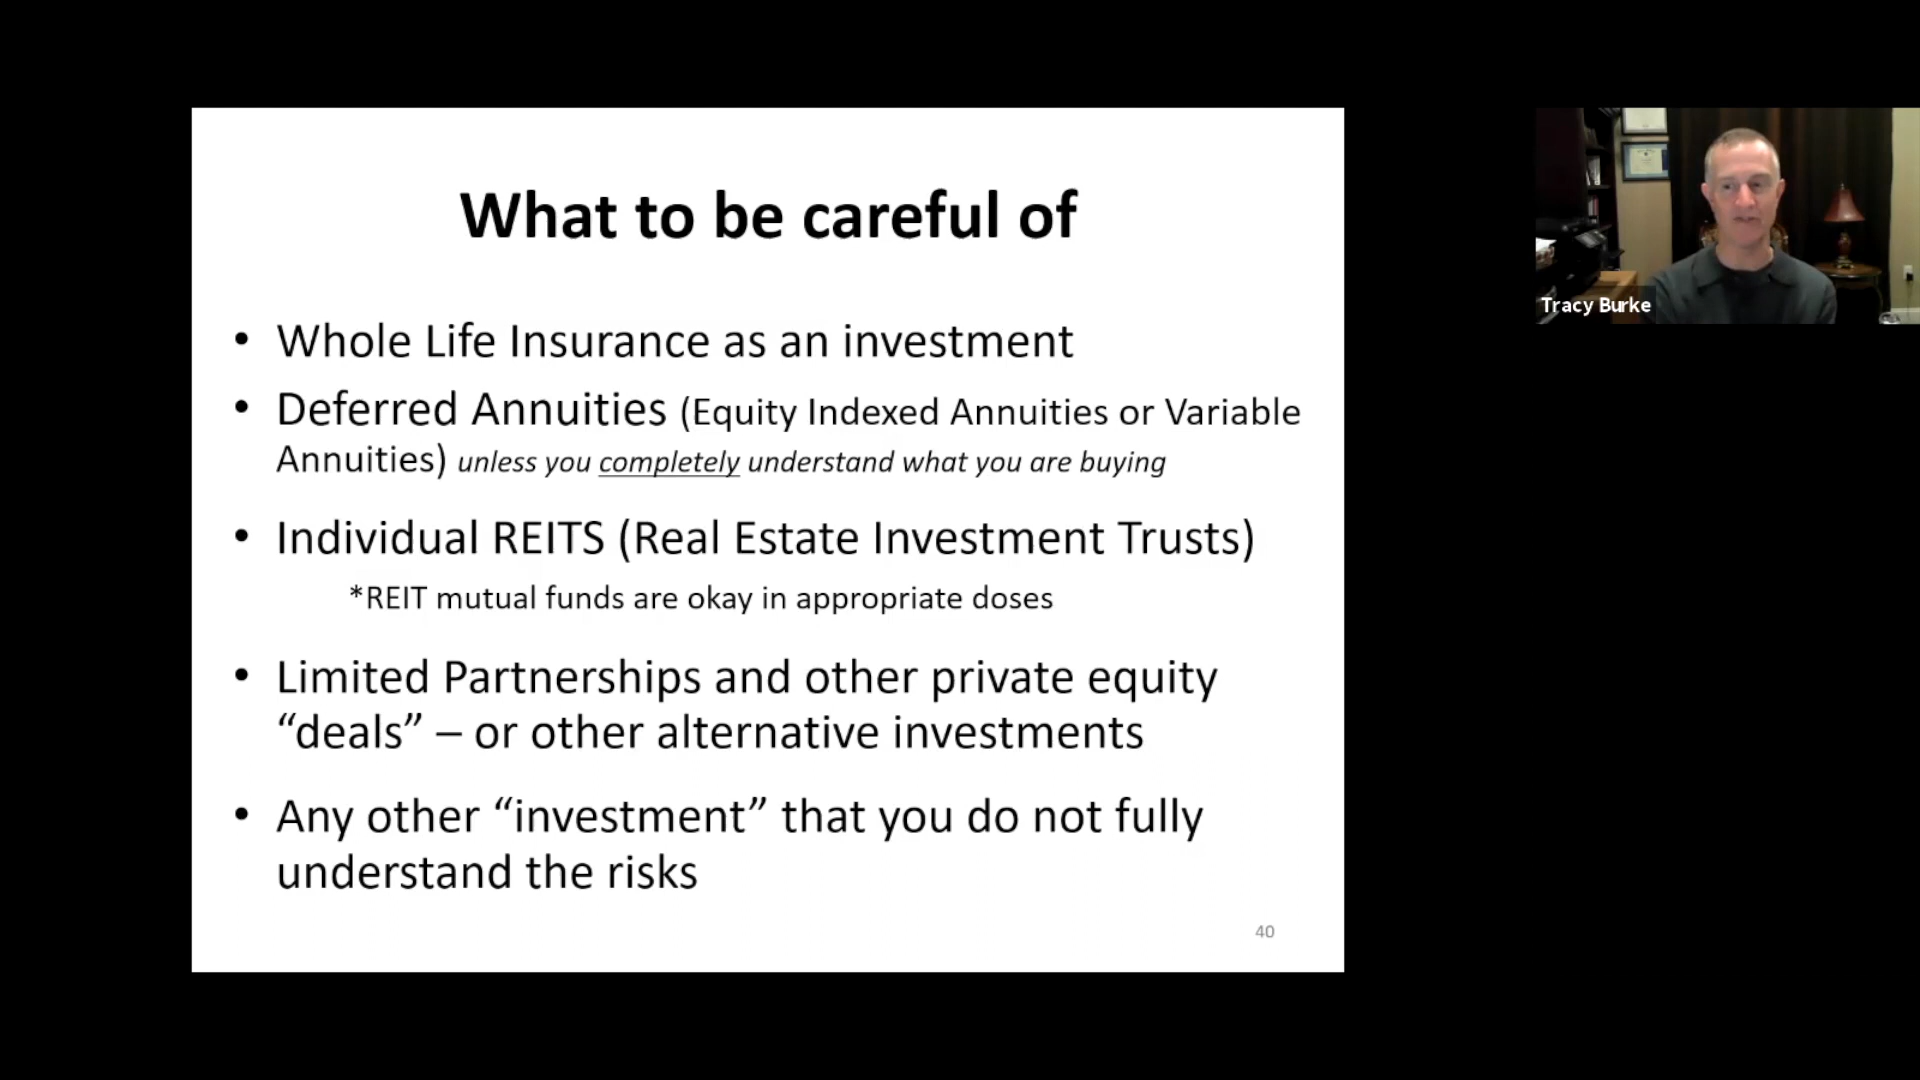 What to be careful of
• Whole Life Insurance as an investment
• Deferred Annuities (Equity Indexed Annuities or Variable
Annuities) unless you completely understand what you are buying
• Individual REITS (Real Estate Investment Trusts)
*REIT mutual funds are okay in appropriate doses
• Limited Partnerships and other private equity
“deals” – or other alternative investments
• Any other “investment” that you do not fully
understand the risks
40
Tracy Burke